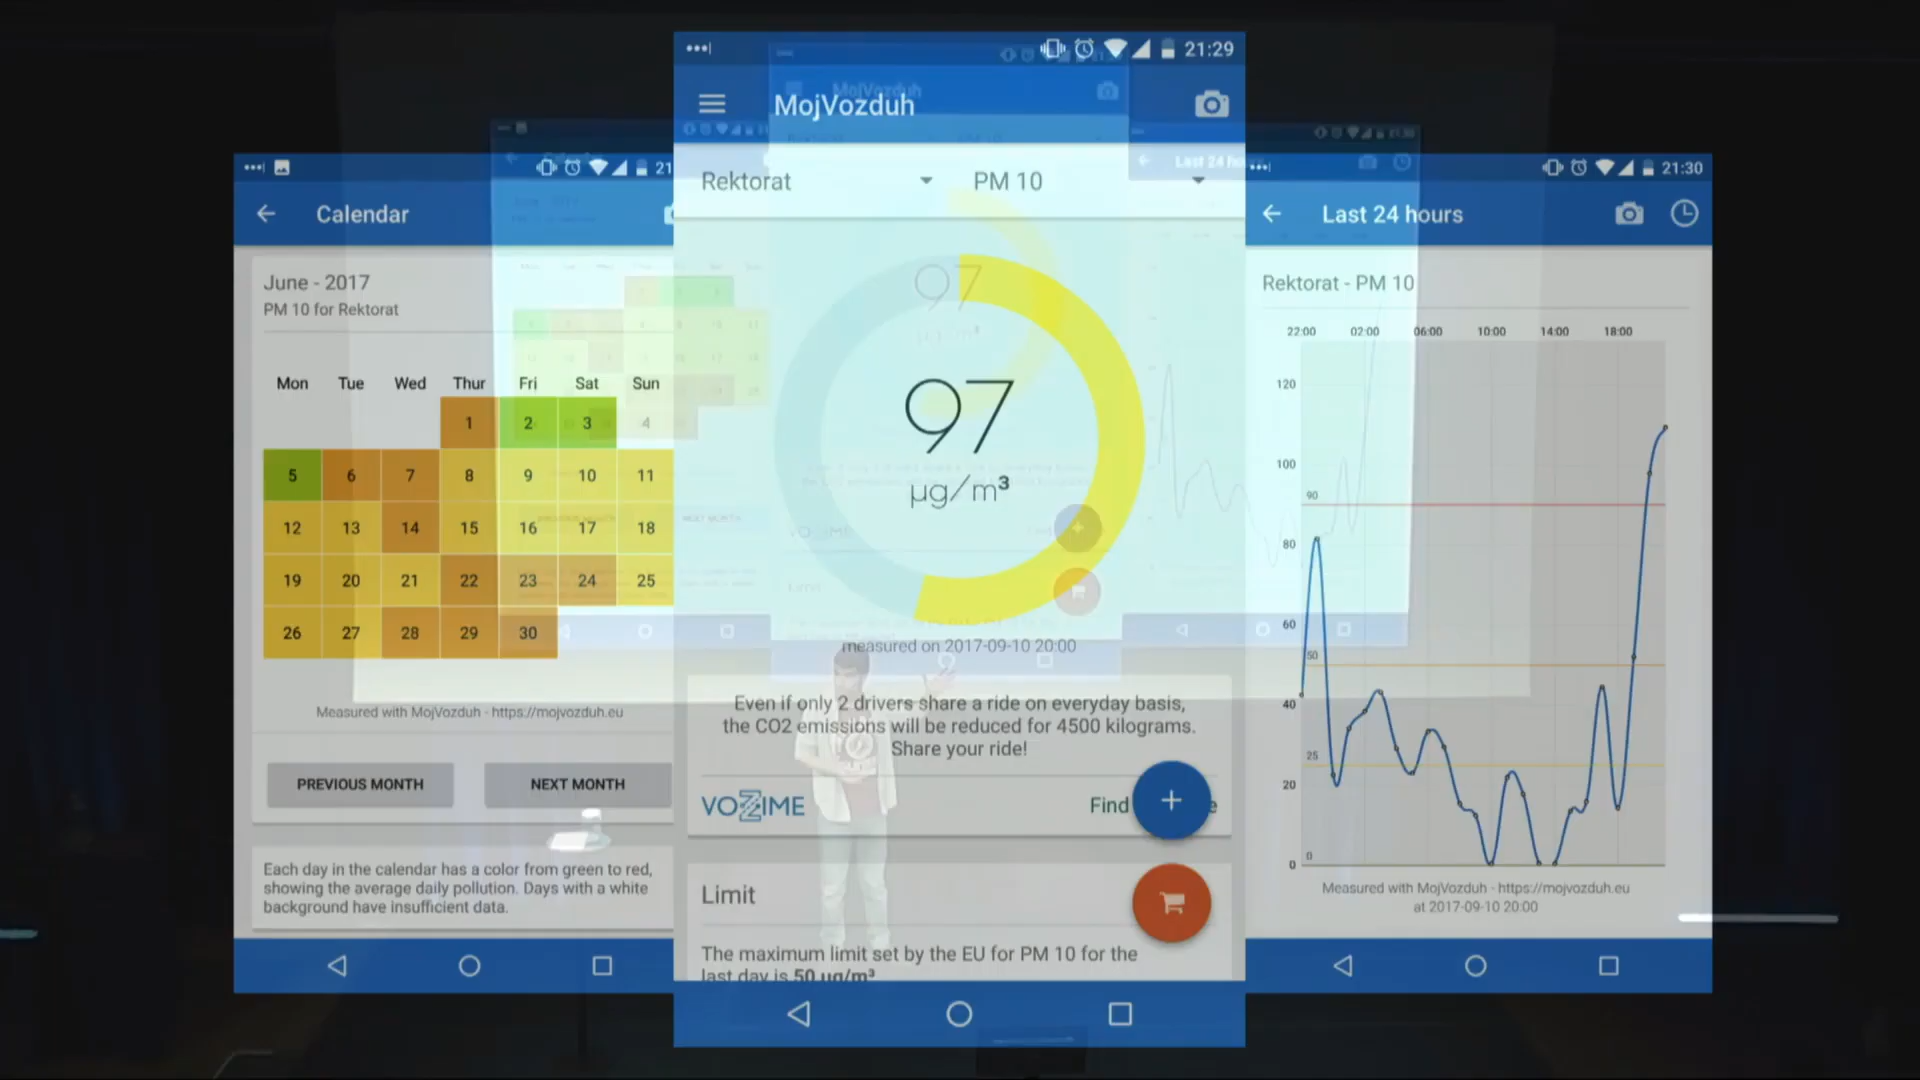 21
Calendar
June - 2017
PM 10 for Rektorat
Mon Tue Wed Thur Fri Sat Sun
1 2 3 4
5 6 7 8 9 10 11
12 13 14 15 16 17 18
19 20 21 22 23 24 25
26 27 28 29 30
Measured with MojVozduh - https://mojvozduh.eu
PREVIOUS MONTH NEXT MONTH
Each day in the calendar has a color from green to red,
showing the average daily pollution. Days with a white
background have insufficient data.
21:29
MojVozduh
Rektorat PM 10
97
µg/m³
measured on 2017-09-10 20:00
Even if only 2 drivers share a ride on everyday basis,
the CO2 emissions will be reduced for 4500 kilograms.
Share your ride!
VOZIME Find
Limit
The maximum limit set by the EU for PM 10 for the
last day is 50 µg/m³
21:30
Last 24 hours
Rektorat - PM 10
22:00 02:00 06:00 10:00 14:00 18:00
120
100
90
80
60
50
40
25
20
0
0
Measured with MojVozduh - https://mojvozduh.eu
at 2017-09-10 20:00